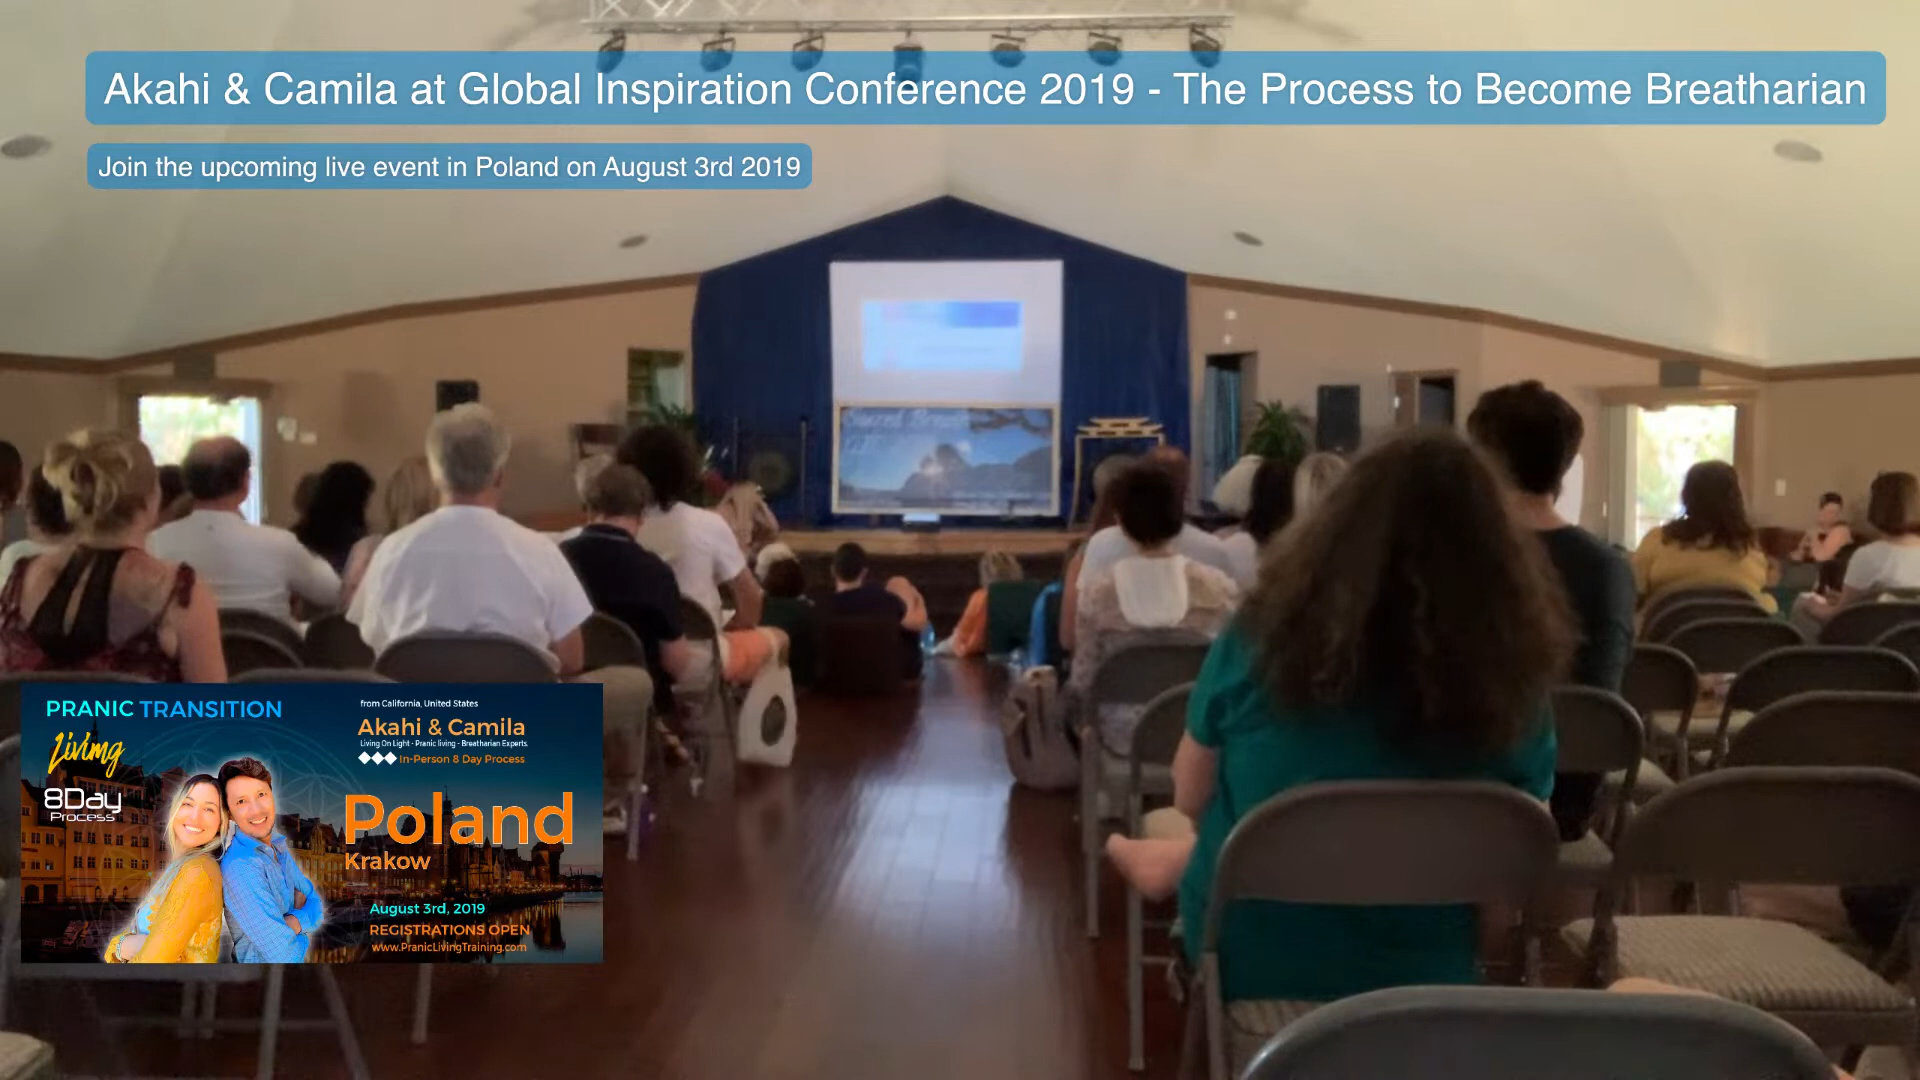 Akahi & Camila at Global Inspiration Conference 2019 - The Process to Become Breatharian
Join the upcoming live event in Poland on August 3rd 2019
Sacred Breath
PRANIC TRANSITION
Living
8Day
Process
from California, United States
Akahi & Camila
Living On Light - Pranic living - Breatharian Experts.
In-Person 8 Day Process
Poland
Krakow
August 3rd, 2019
REGISTRATIONS OPEN
www.PranicLivingTraining.com